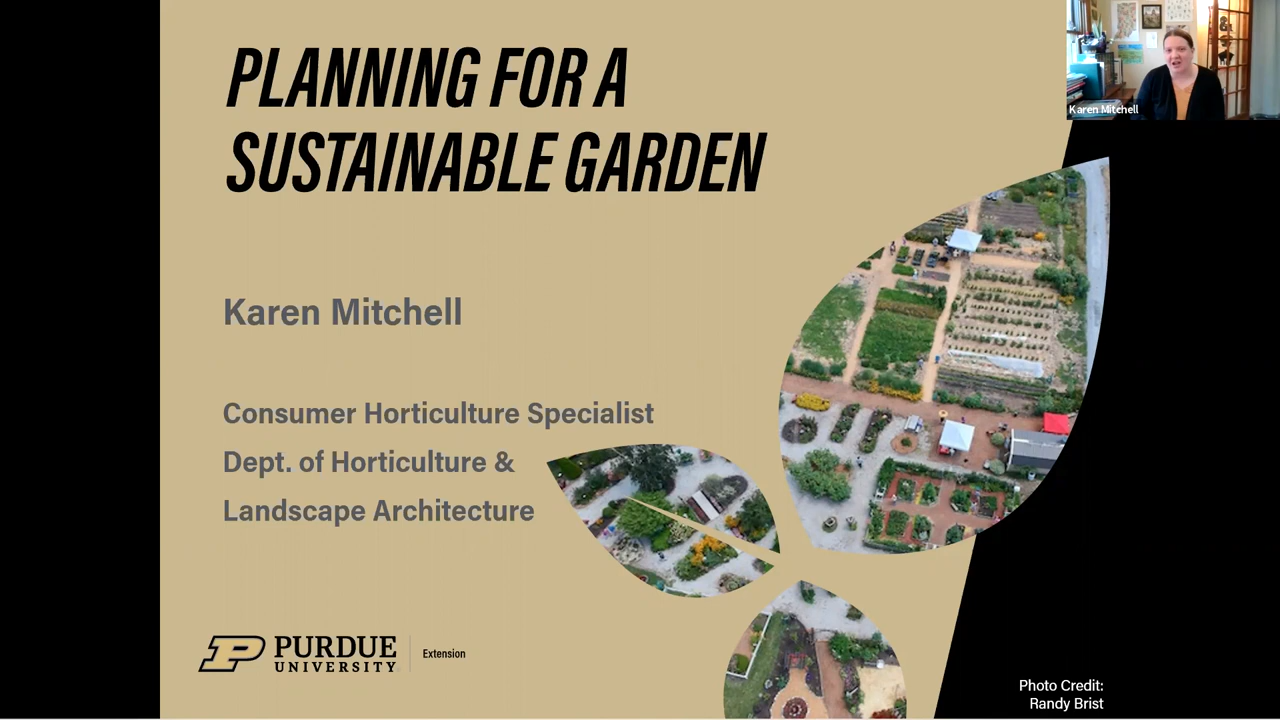 PLANNING FOR A
SUSTAINABLE GARDEN
Karen Mitchell
Karen Mitchell
Consumer Horticulture Specialist
Dept. of Horticulture &
Landscape Architecture
PURDUE
UNIVERSITY
Extension
Photo Credit:
Randy Brist